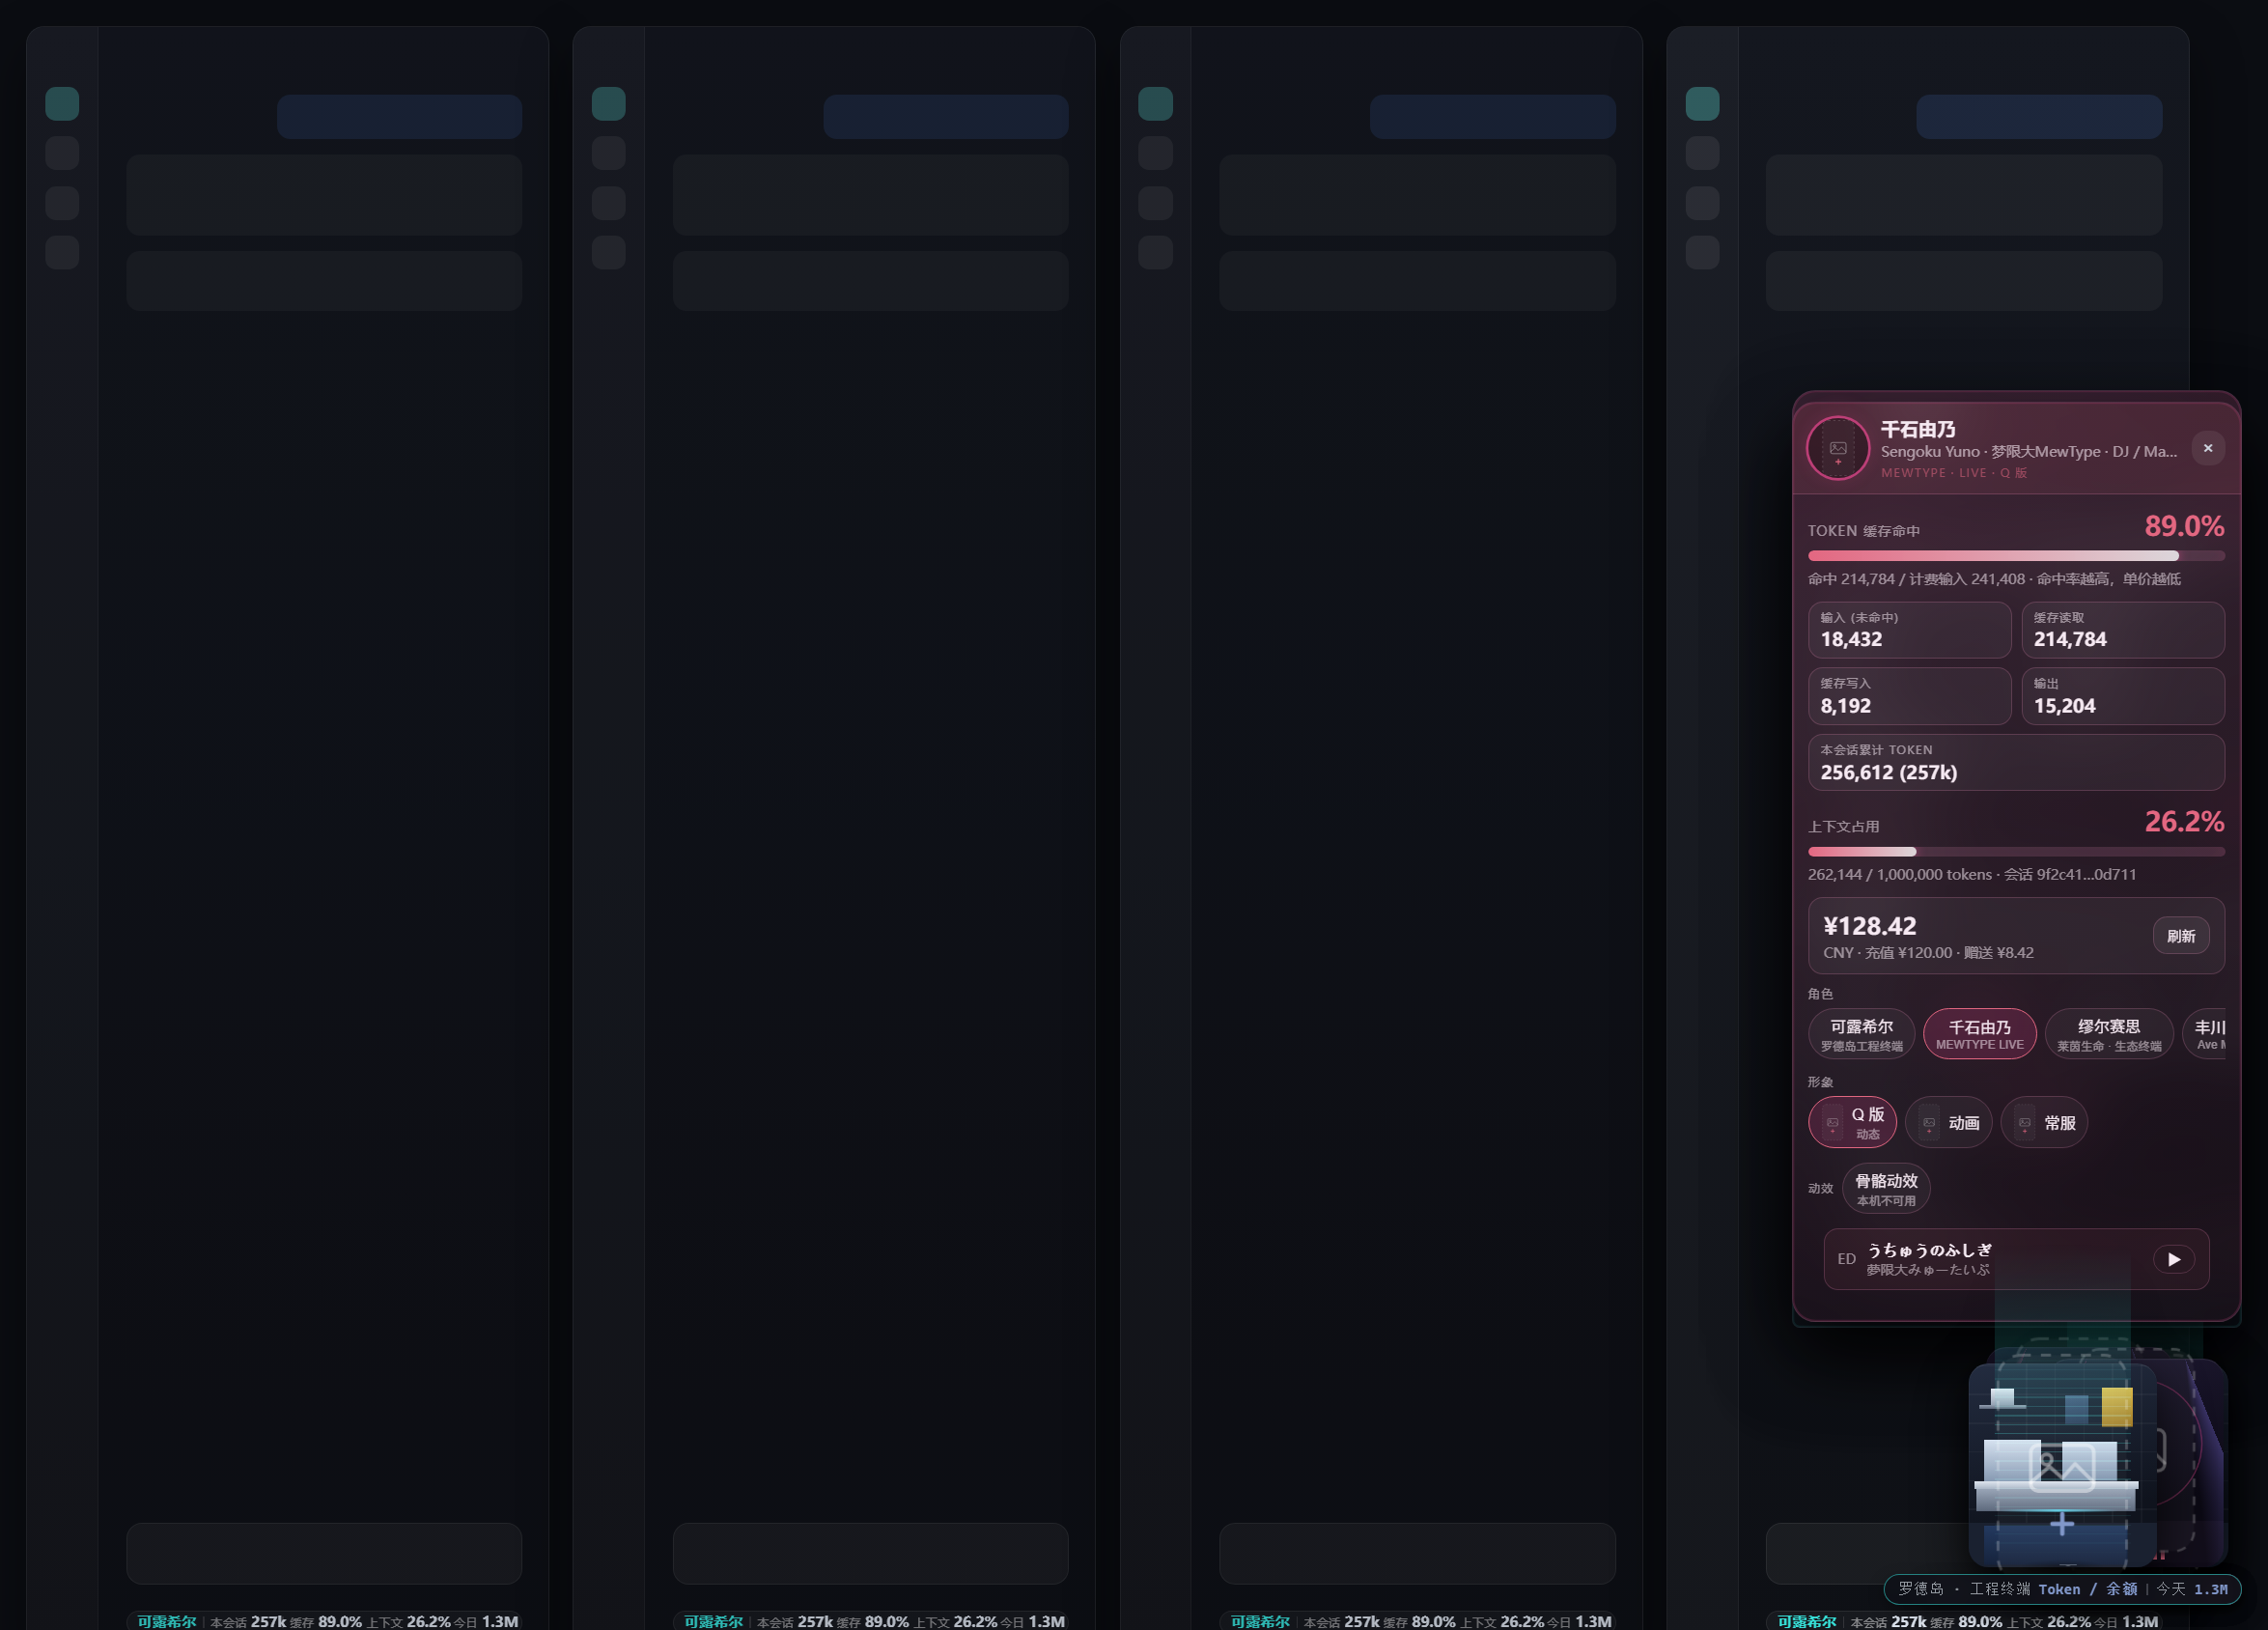 千石由乃
Sengoku Yuno · 梦限大MewType · DJ / Ma...
MEWTYPE · LIVE · Q 版
×
TOKEN 缓存命中
89.0%
命中 214,784 / 计费输入 241,408 · 命中率越高，单价越低
输入 (未命中)
18,432
缓存读取
214,784
缓存写入
8,192
输出
15,204
本会话累计 TOKEN
256,612 (257k)
上下文占用
26.2%
262,144 / 1,000,000 tokens · 会话 9f2c41...0d711
¥128.42
CNY · 充值 ¥120.00 · 赠送 ¥8.42
刷新
角色
可露希尔
罗德岛工程终端
千石由乃
MEWTYPE LIVE
缪尔赛思
莱茵生命 · 生态终端
丰川
Ave
形象
Q 版
动态
动画
常服
动效
骨骼动效
本机不可用
ED
うちゅうのふしぎ
夢限大みゅーたいぷ
罗德岛 · 工程终端 Token / 余额 | 今天 1.3M
可露希尔 | 本会话 257k 缓存 89.0% 上下文 26.2% 今日 1.3M
可露希尔 | 本会话 257k 缓存 89.0% 上下文 26.2% 今日 1.3M
可露希尔 | 本会话 257k 缓存 89.0% 上下文 26.2% 今日 1.3M
可露希尔 | 本会话 257k 缓存 89.0% 上下文 26.2% 今日 1.3M